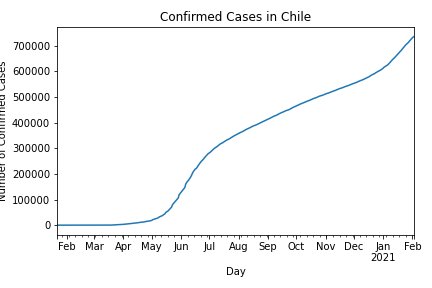 Confirmed Cases in Chile
Number of Confirmed Cases
700000
600000
500000
400000
300000
200000
100000
0
Feb Mar Apr May Jun Jul Aug Sep Oct Nov Dec Jan Feb
2021
Day